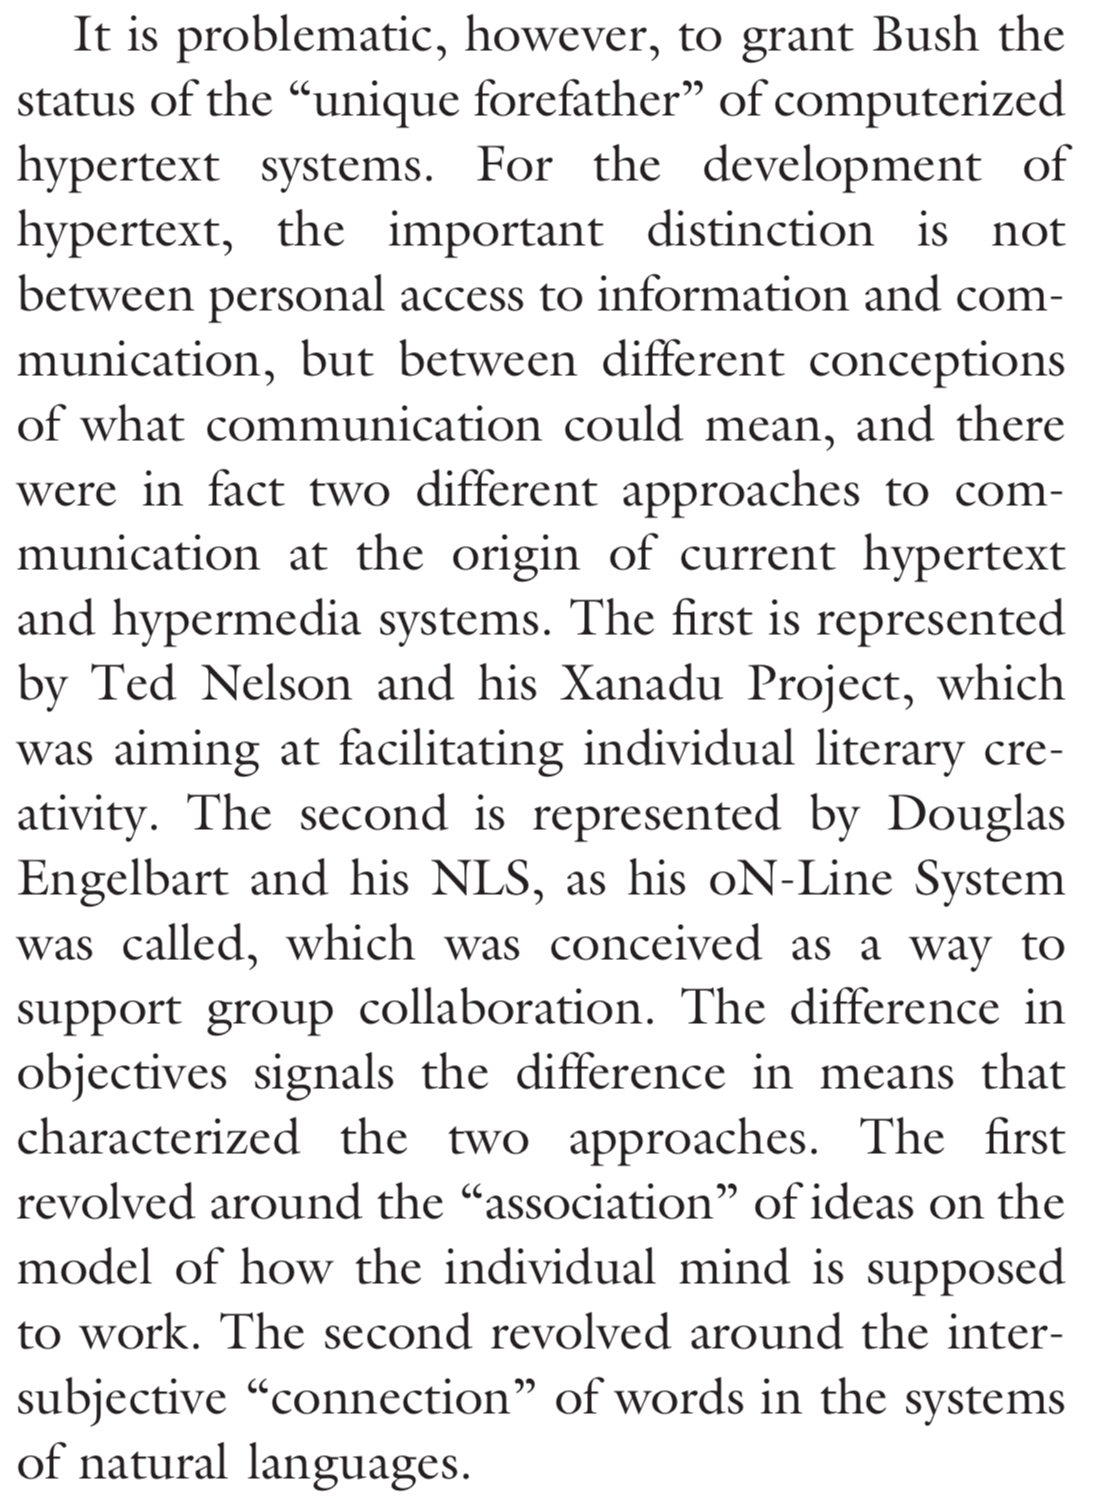 It is problematic, however, to grant Bush the
status of the “unique forefather” of computerized
hypertext systems. For the development of
hypertext, the important distinction is not
between personal access to information and com-
munication, but between different conceptions
of what communication could mean, and there
were in fact two different approaches to com-
munication at the origin of current hypertext
and hypermedia systems. The first is represented
by Ted Nelson and his Xanadu Project, which
was aiming at facilitating individual literary cre-
ativity. The second is represented by Douglas
Engelbart and his NLS, as his oN-Line System
was called, which was conceived as a way to
support group collaboration. The difference in
objectives signals the difference in means that
characterized the two approaches. The first
revolved around the “association” of ideas on the
model of how the individual mind is supposed
to work. The second revolved around the inter-
subjective “connection” of words in the systems
of natural languages.